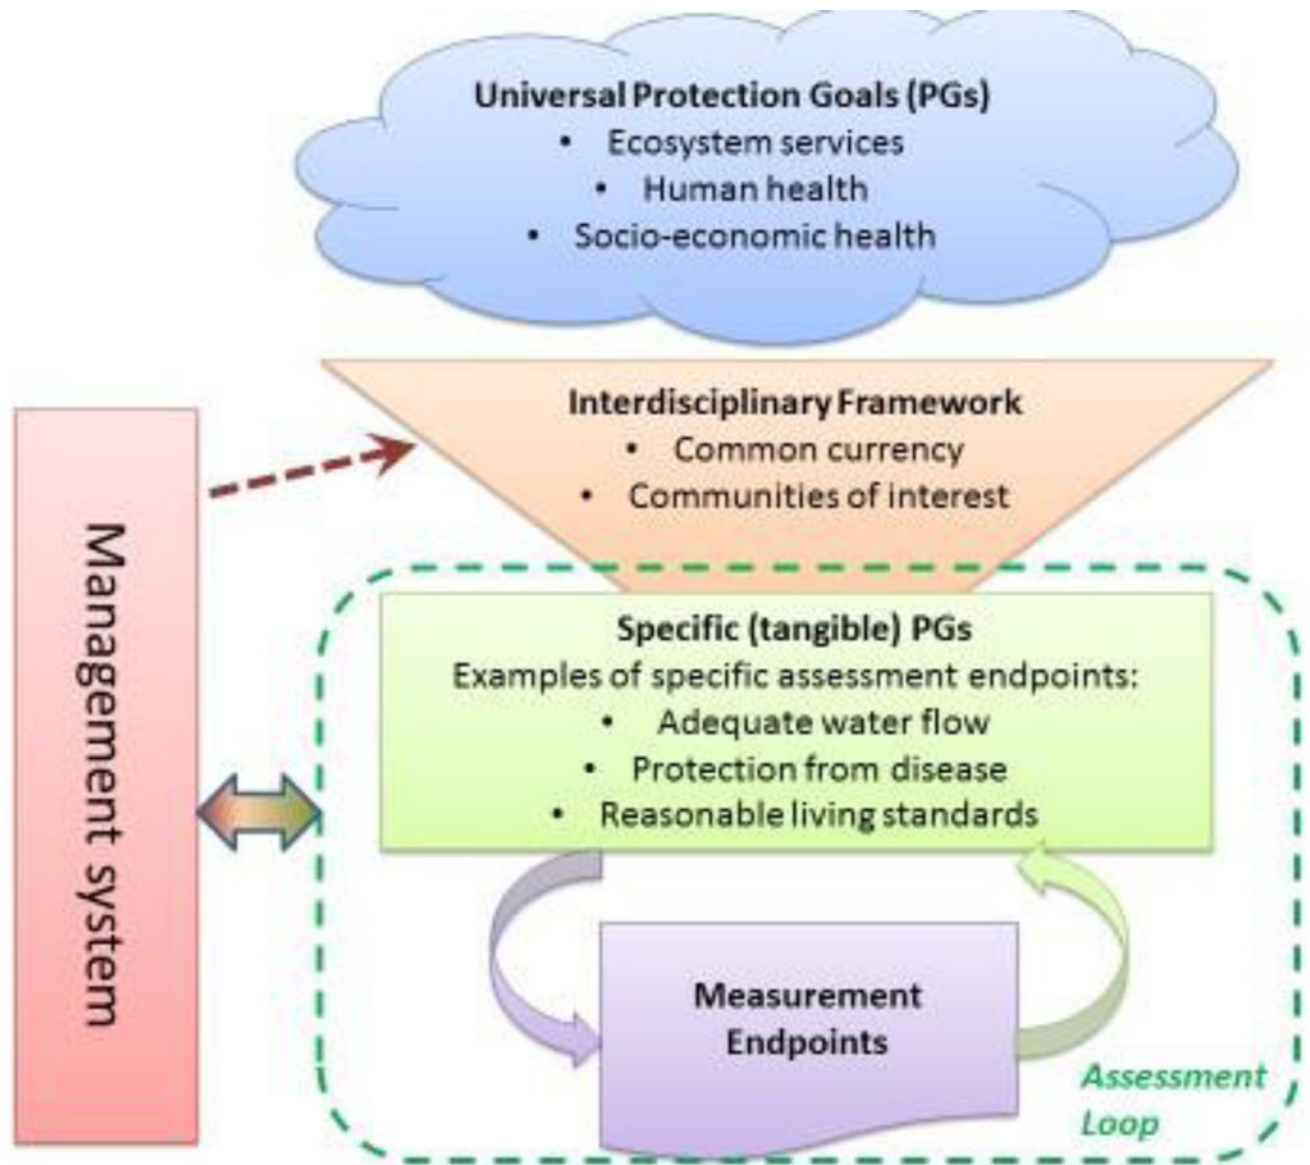 Universal Protection Goals (PGs)
• Ecosystem services
• Human health
• Socio-economic health
Interdisciplinary Framework
• Common currency
• Communities of interest
Management system
Specific (tangible) PGs
Examples of specific assessment endpoints:
• Adequate water flow
• Protection from disease
• Reasonable living standards
Measurement
Endpoints
Assessment
Loop